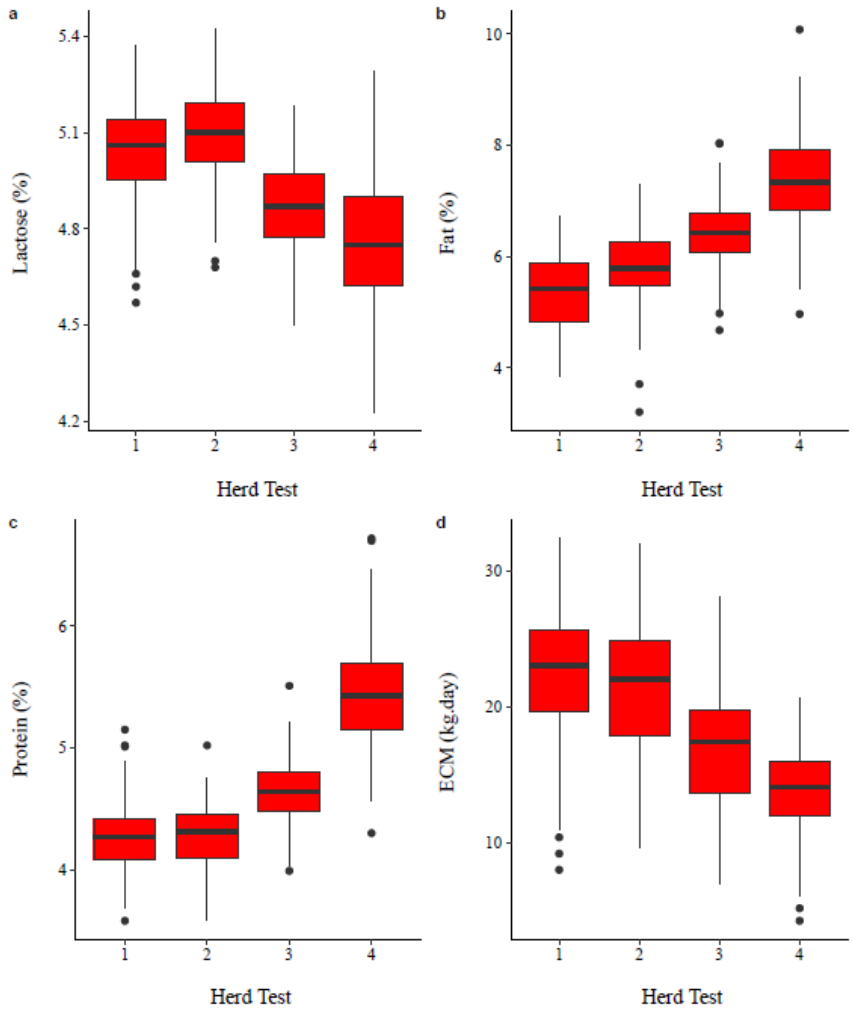 a
Lactose (%)
5.4
5.1
4.8
4.5
4.2
1 2 3 4
Herd Test
b
Fat (%)
10
8
6
4
1 2 3 4
Herd Test
c
Protein (%)
6
5
4
1 2 3 4
Herd Test
d
ECM (kg.day)
30
20
10
1 2 3 4
Herd Test